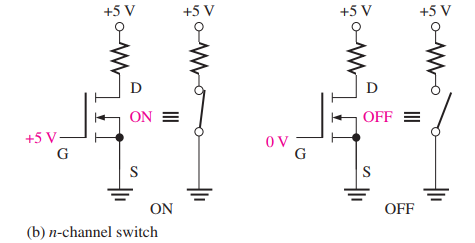 +5 V +5 V +5 V +5 V
D D
ON OFF
+5 V 0 V
G G
S S
ON OFF
(b) n-channel switch